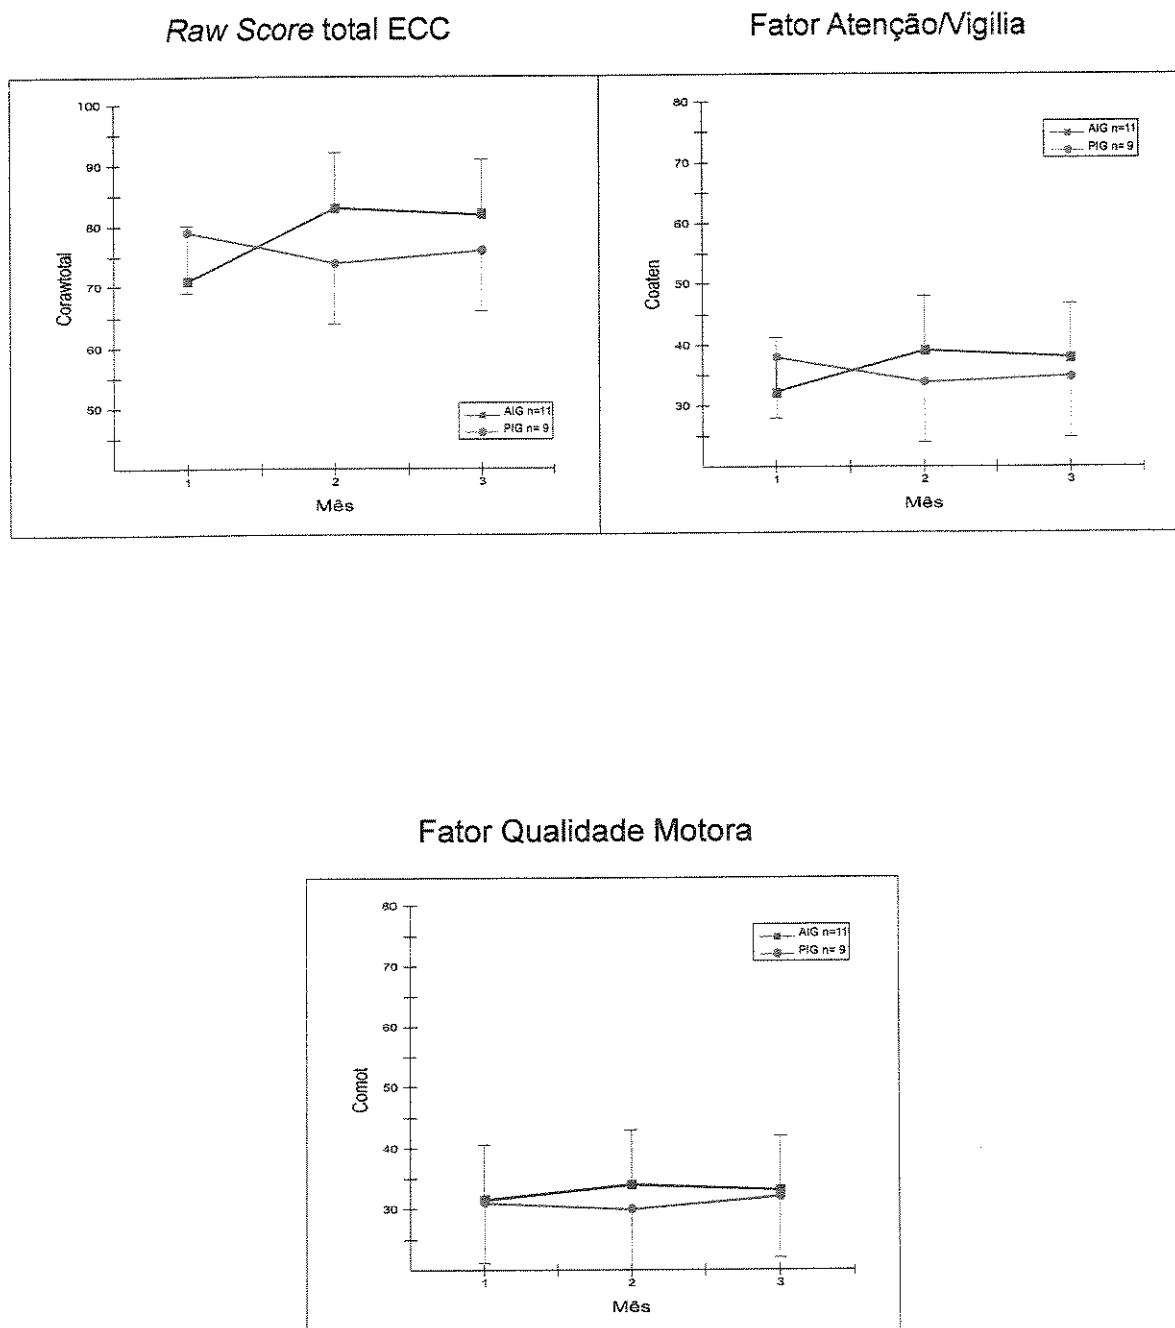 Raw Score total ECC
Fator Atenção/Vigília
100
90
80
70
60
50
Corawtotal
AIG n=11
PIG n= 9
1 2 3
Mês
80
70
60
50
40
30
Coaten
AIG n=11
PIG n= 9
1 2 3
Mês
Fator Qualidade Motora
80
70
60
50
40
30
Comot
AIG n=11
PIG n= 9
1 2 3
Mês